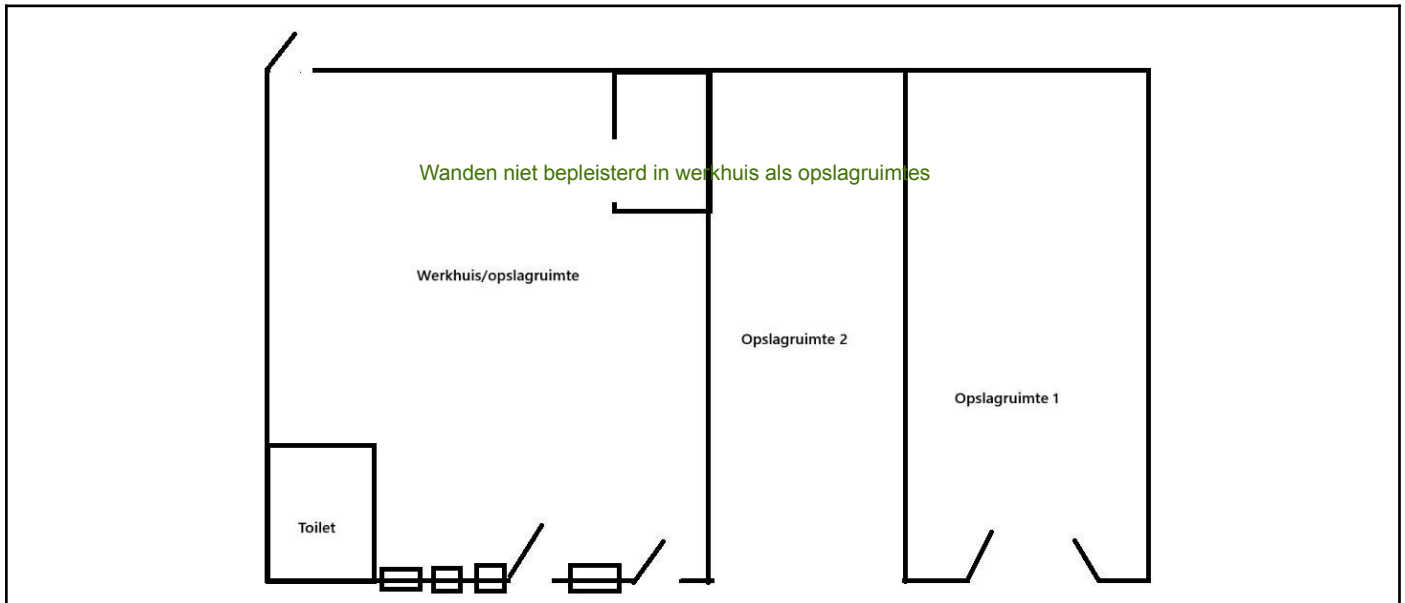 Wanden niet bepleisterd in werkhuis als opslagruimtes
Werkhuis/opslagruimte
Opslagruimte 2
Opslagruimte 1
Toilet